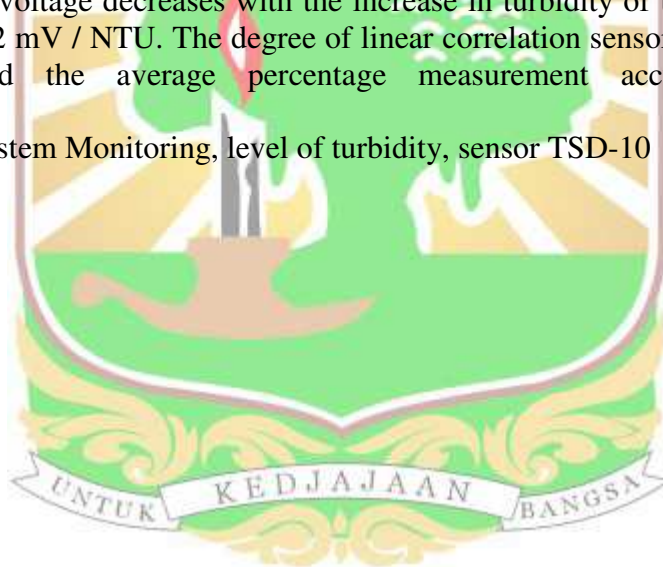 voltage decreases with the increase in turbidity of
2 mV / NTU. The degree of linear correlation sensor
the average percentage measurement acc
stem Monitoring, level of turbidity, sensor TSD-10
UNTUK KEDJAJAAN BANGSA